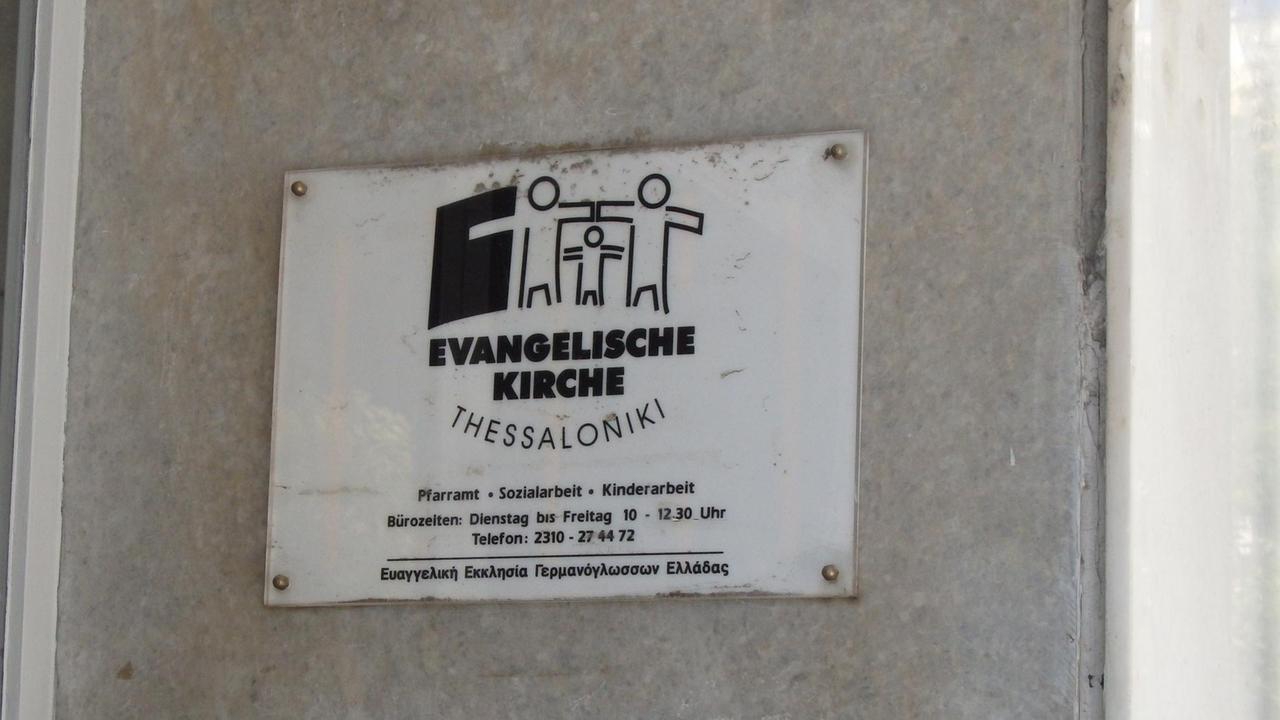 EVANGELISCHE
KIRCHE
THESSALONIKI
Pfarramt • Sozialarbeit • Kinderarbeit
Bürozeiten: Dienstag bis Freitag 10 - 12.30 Uhr
Telefon: 2310 - 27 44 72
Ευαγγελική Εκκλησία Γερμανόγλωσσων Ελλάδας